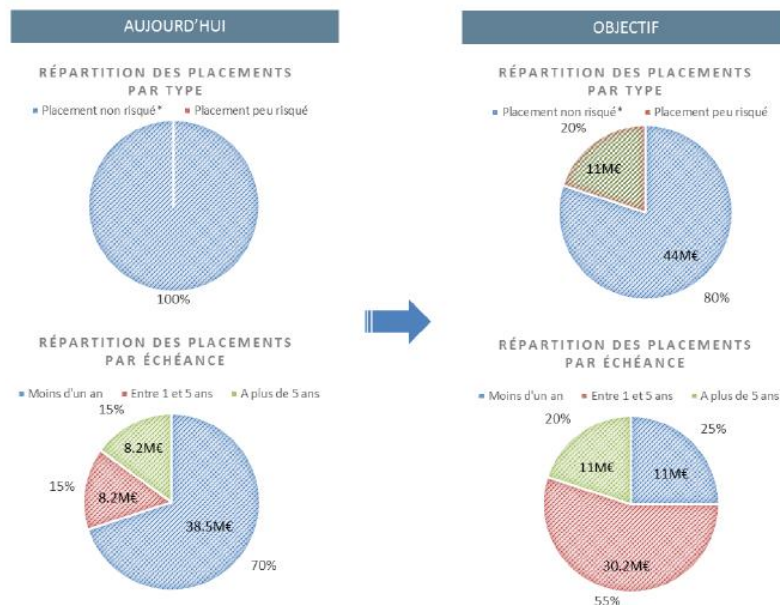 AUJOURD'HUI
RÉPARTITION DES PLACEMENTS
PAR TYPE
Placement non risqué* Placement peu risqué
100%
RÉPARTITION DES PLACEMENTS
PAR ÉCHÉANCE
Moins d'un an Entre 1 et 5 ans A plus de 5 ans
15%
8.2M€
15%
8.2M€
38.5M€
70%
OBJECTIF
RÉPARTITION DES PLACEMENTS
PAR TYPE
Placement non risqué* Placement peu risqué
20%
11M€
44M€
80%
RÉPARTITION DES PLACEMENTS
PAR ÉCHÉANCE
Moins d'un an Entre 1 et 5 ans A plus de 5 ans
20%
25%
11M€
11M€
30.2M€
55%